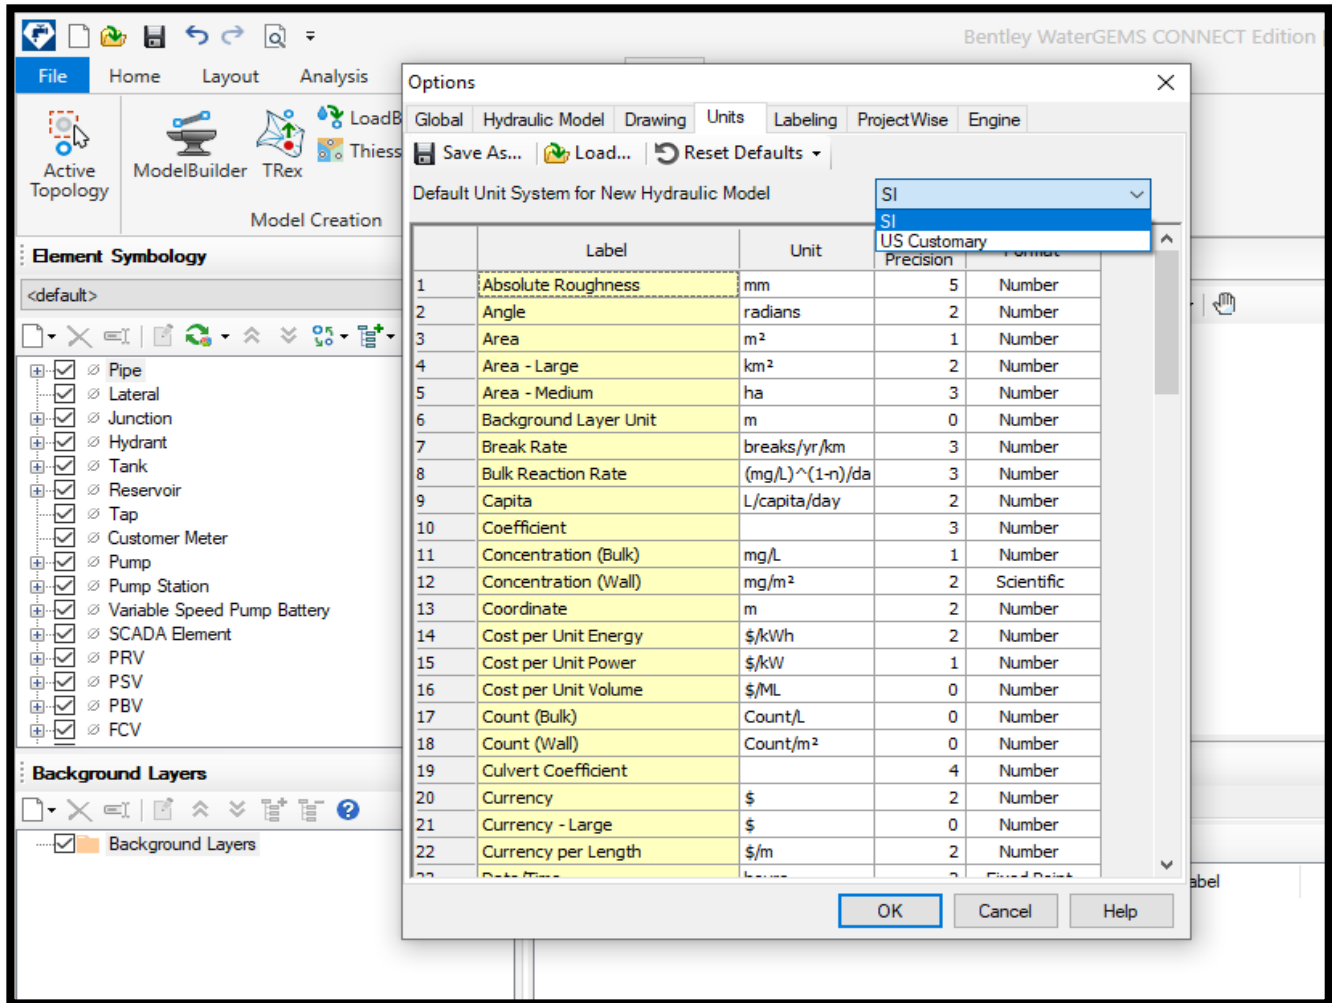 Bentley WaterGEMS CONNECT Edition
File Home Layout Analysis
Active Topology
ModelBuilder
TRex
LoadB
Thiess
Model Creation
Element Symbology
<default>
Pipe
Lateral
Junction
Hydrant
Tank
Reservoir
Tap
Customer Meter
Pump
Pump Station
Variable Speed Pump Battery
SCADA Element
PRV
PSV
PBV
FCV
Background Layers
Background Layers
Options
Global Hydraulic Model Drawing Units Labeling ProjectWise Engine
Save As... Load... Reset Defaults
Default Unit System for New Hydraulic Model SI
SI
US Customary
Label Unit Precision Format
1 Absolute Roughness mm 5 Number
2 Angle radians 2 Number
3 Area m² 1 Number
4 Area - Large km² 2 Number
5 Area - Medium ha 3 Number
6 Background Layer Unit m 0 Number
7 Break Rate breaks/yr/km 3 Number
8 Bulk Reaction Rate (mg/L)^(1-n)/da 3 Number
9 Capita L/capita/day 2 Number
10 Coefficient 3 Number
11 Concentration (Bulk) mg/L 1 Number
12 Concentration (Wall) mg/m² 2 Scientific
13 Coordinate m 2 Number
14 Cost per Unit Energy $/kWh 2 Number
15 Cost per Unit Power $/kW 1 Number
16 Cost per Unit Volume $/ML 0 Number
17 Count (Bulk) Count/L 0 Number
18 Count (Wall) Count/m² 0 Number
19 Culvert Coefficient 4 Number
20 Currency $ 2 Number
21 Currency - Large $ 0 Number
22 Currency per Length $/m 2 Number
OK Cancel Help
abel